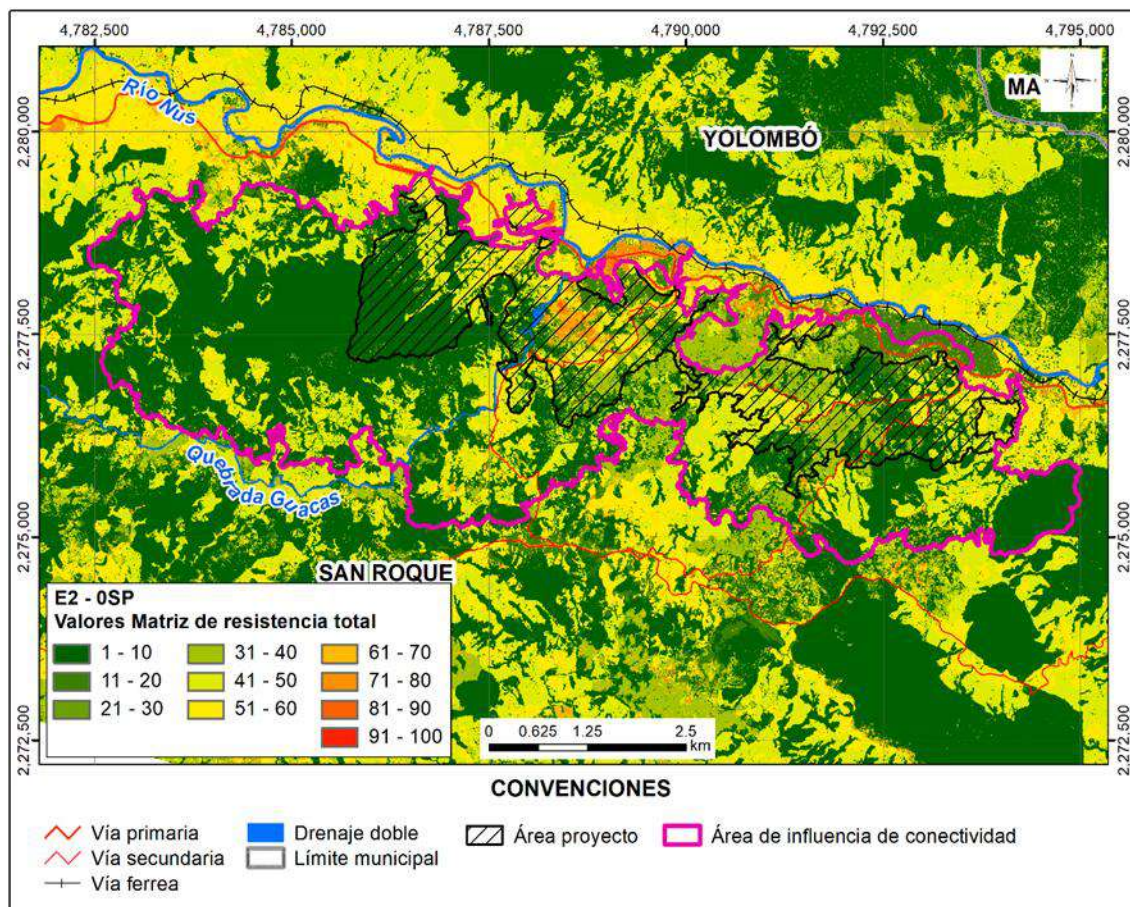 4,782,500 4,785,000 4,787,500 4,790,000 4,792,500 4,795,000
2,280,000
2,277,500
2,275,000
2,272,500
2,280,000
2,277,500
2,275,000
2,272,500
Río Nus
YOLOMBÓ
MA
Quebrada Guacas
SAN ROQUE
E2 - 0SP
Valores Matriz de resistencia total
1 - 10 31 - 40 61 - 70
11 - 20 41 - 50 71 - 80
21 - 30 51 - 60 81 - 90
91 - 100
0 0.625 1.25 2.5
km
CONVENCIONES
Vía primaria Drenaje doble Área proyecto Área de influencia de conectividad
Vía secundaria Límite municipal
Vía ferrea